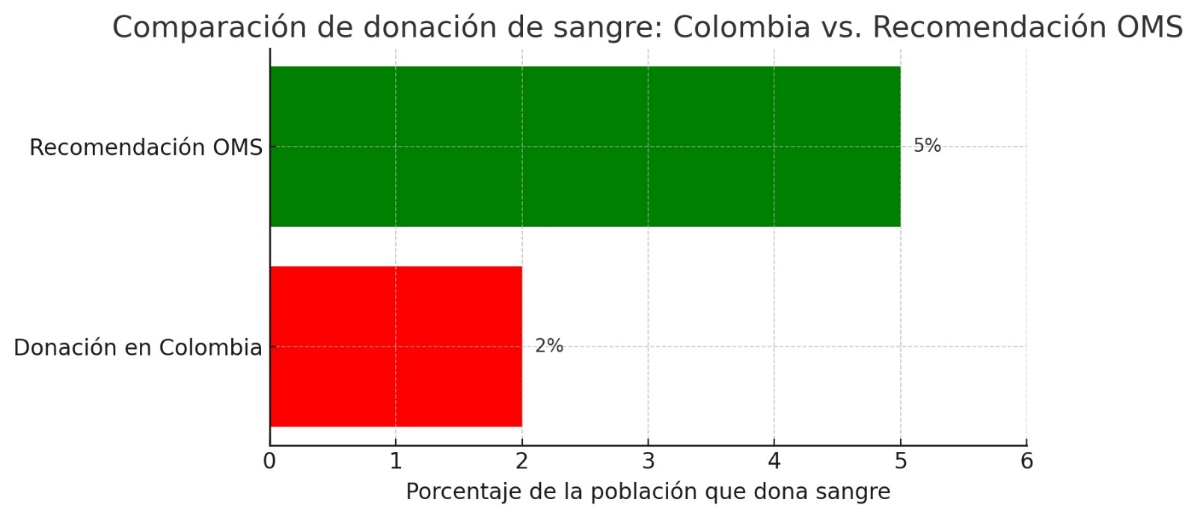 Comparación de donación de sangre: Colombia vs. Recomendación OMS
Recomendación OMS
5%
Donación en Colombia
2%
0 1 2 3 4 5 6
Porcentaje de la población que dona sangre